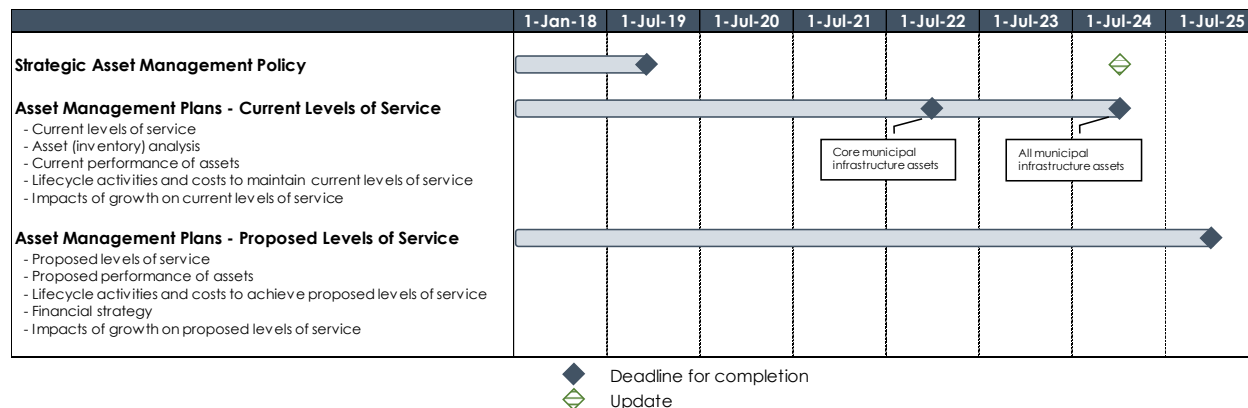 1-Jan-18 1-Jul-19 1-Jul-20 1-Jul-21 1-Jul-22 1-Jul-23 1-Jul-24 1-Jul-25
Strategic Asset Management Policy
Asset Management Plans - Current Levels of Service
- Current levels of service
- Asset (inventory) analysis
- Current performance of assets
- Lifecycle activities and costs to maintain current levels of service
- Impacts of growth on current levels of service
Core municipal
infrastructure assets
All municipal
infrastructure assets
Asset Management Plans - Proposed Levels of Service
- Proposed levels of service
- Proposed performance of assets
- Lifecycle activities and costs to achieve proposed levels of service
- Financial strategy
- Impacts of growth on proposed levels of service
Deadline for completion
Update